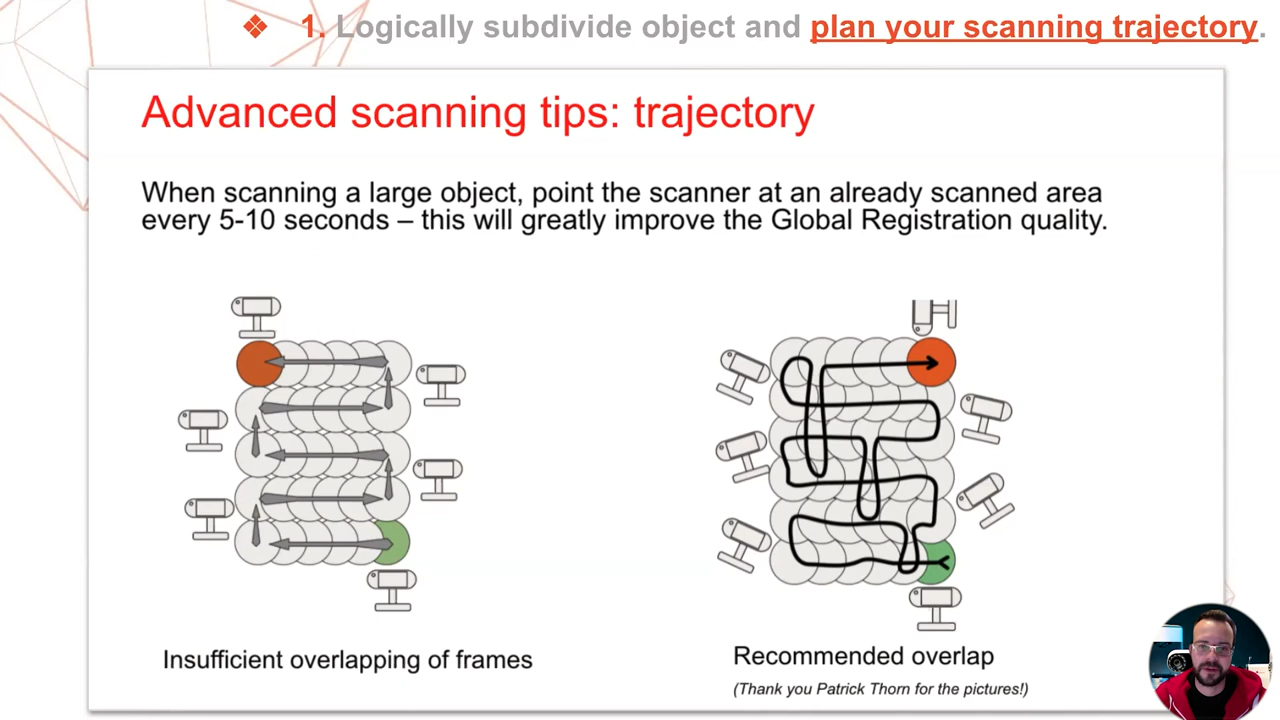 ❖ 1. Logically subdivide object and plan your scanning trajectory.
Advanced scanning tips: trajectory
When scanning a large object, point the scanner at an already scanned area
every 5-10 seconds – this will greatly improve the Global Registration quality.
Insufficient overlapping of frames
Recommended overlap
(Thank you Patrick Thorn for the pictures!)